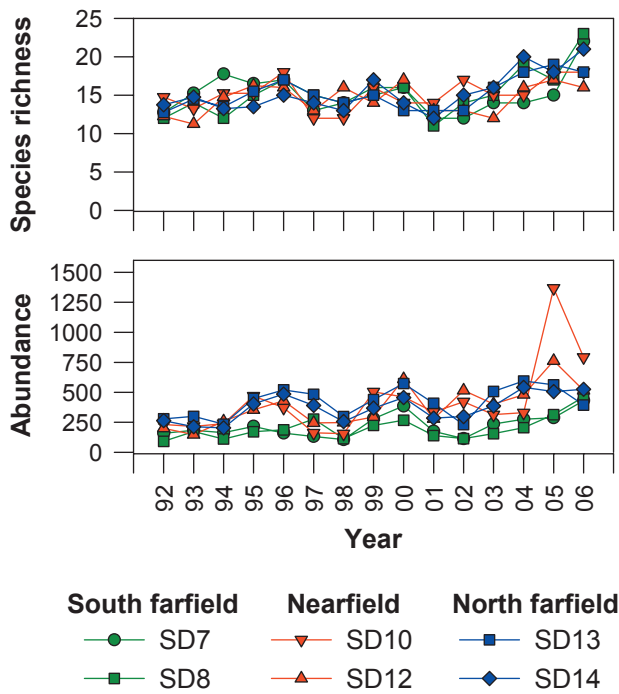 Species richness
25
20
15
10
5
0
Abundance
1500
1250
1000
750
500
250
0
92 93 94 95 96 97 98 99 00 01 02 03 04 05 06
Year
South farfield Nearfield North farfield
SD7 SD10 SD13
SD8 SD12 SD14